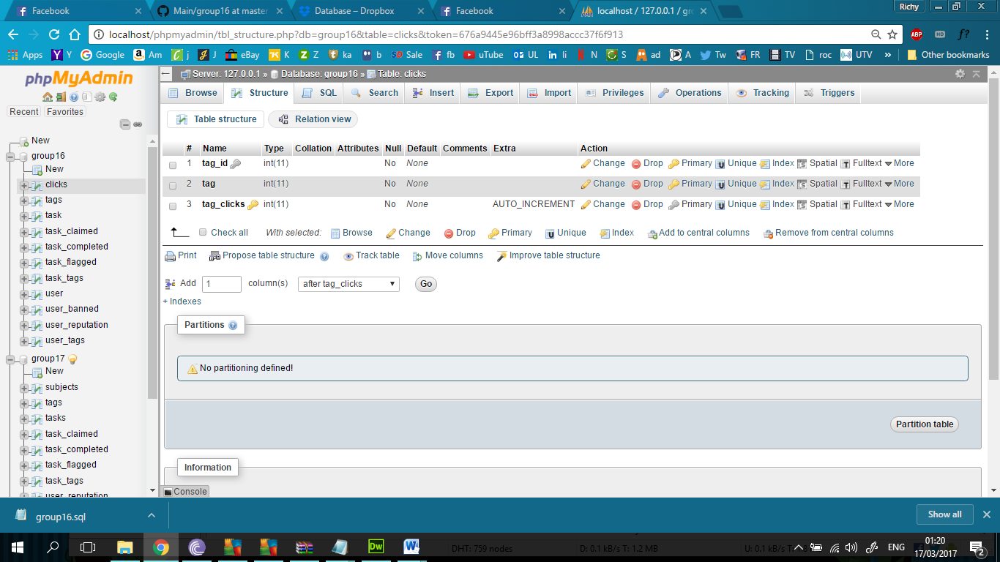 Facebook
Main/group16 at master
Database – Dropbox
Facebook
localhost / 127.0.0.1 / gro
Richy
localhost/phpmyadmin/tbl_structure.php?db=group16&table=clicks&token=676a9445e96bff3a8998accc37f6f913
ABP
HD
f?
Apps
Y
Google
Am
j
J
eBay
K
Z
ka
b
Sale
fb
uTube
UL
li
N
S
ad
A
Tw
FR
TV
roc
UTV
»
Other bookmarks
phpMyAdmin
Recent
Favorites
New
group16
New
clicks
tags
task
task_claimed
task_completed
task_flagged
task_tags
user
user_banned
user_reputation
user_tags
group17
New
subjects
tags
tasks
task_claimed
task_completed
task_flagged
task_tags
user_reputation
Server: 127.0.0.1 » Database: group16 » Table: clicks
Browse Structure SQL Search Insert Export Import Privileges Operations Tracking Triggers
Table structure Relation view
# Name Type Collation Attributes Null Default Comments Extra Action
1 tag_id int(11) No None Change Drop Primary Unique Index Spatial Fulltext More
2 tag int(11) No None Change Drop Primary Unique Index Spatial Fulltext More
3 tag_clicks int(11) No None AUTO_INCREMENT Change Drop Primary Unique Index Spatial Fulltext More
Check all With selected: Browse Change Drop Primary Unique Index Add to central columns Remove from central columns
Print Propose table structure Track table Move columns Improve table structure
Add 1 column(s) after tag_clicks Go
+ Indexes
Partitions
No partitioning defined!
Partition table
Information
Console
group16.sql
Show all
Dw
DHT: 759 nodes
D: 0.1 kB/s T: 1.2 MB
ENG
01:20
17/03/2017
2